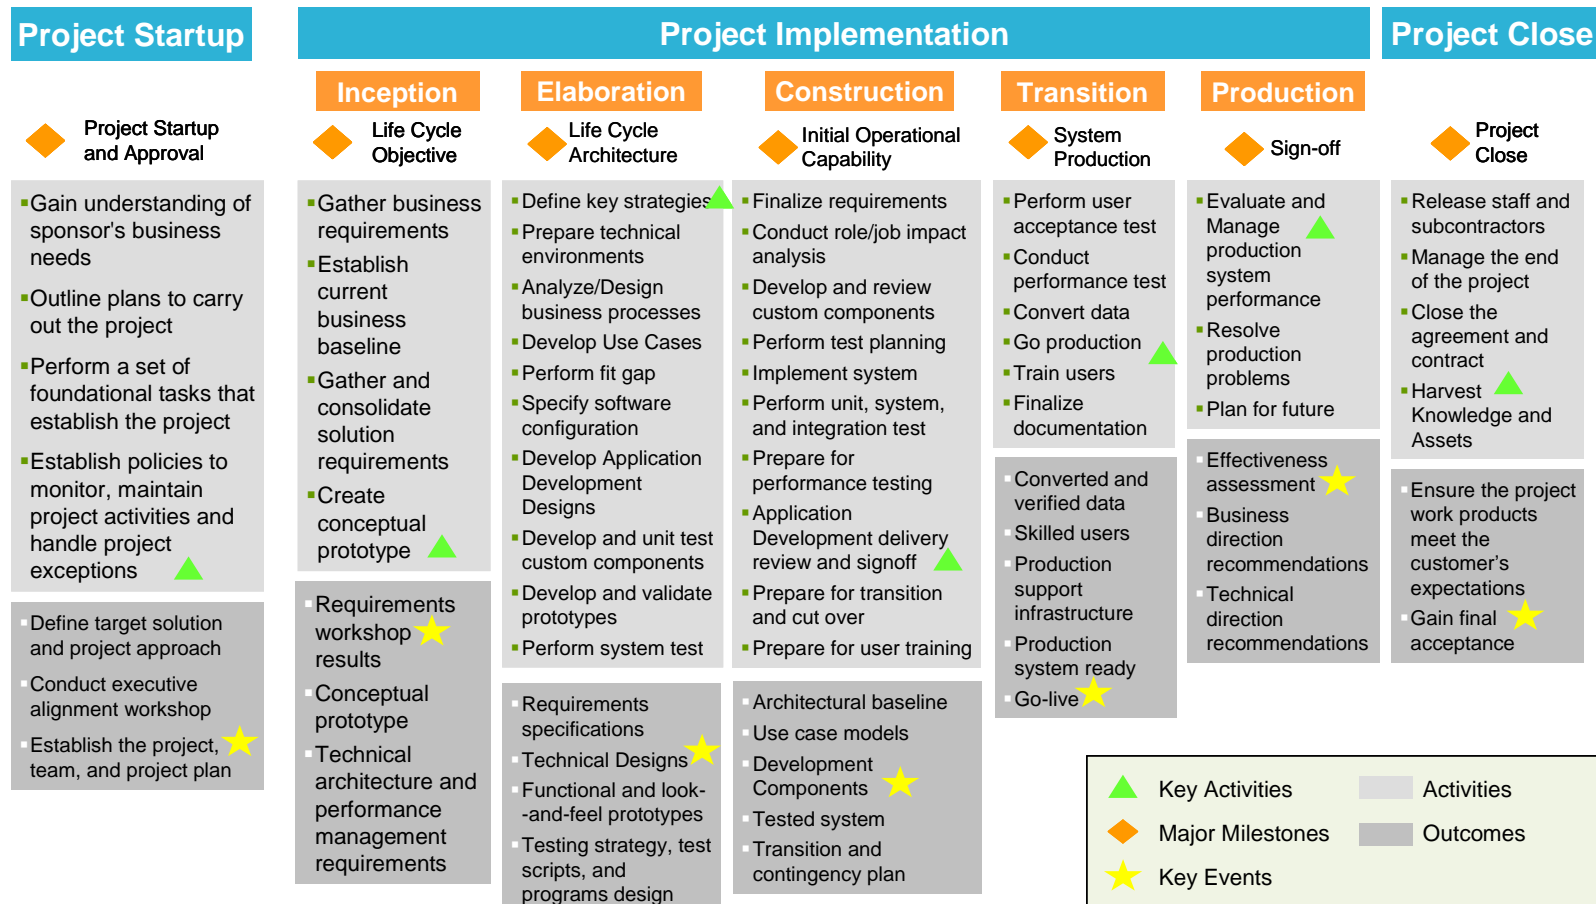 Project Startup
Project Implementation
Project Close
Inception
Elaboration
Construction
Transition
Production
Project Startup
and Approval
Life Cycle
Objective
Life Cycle
Architecture
Initial Operational
Capability
System
Production
Sign-off
Project
Close
Gain understanding of
sponsor's business
needs
Outline plans to carry
out the project
Perform a set of
foundational tasks that
establish the project
Establish policies to
monitor, maintain
project activities and
handle project
exceptions
Define target solution
and project approach
Conduct executive
alignment workshop
Establish the project,
team, and project plan
Gather business
requirements
Establish
current
business
baseline
Gather and
consolidate
solution
requirements
Create
conceptual
prototype
Requirements
workshop
results
Conceptual
prototype
Technical
architecture and
performance
management
requirements
Define key strategies
Prepare technical
environments
Analyze/Design
business processes
Develop Use Cases
Perform fit gap
Specify software
configuration
Develop Application
Development
Designs
Develop and unit test
custom components
Develop and validate
prototypes
Perform system test
Requirements
specifications
Technical Designs
Functional and look-
-and-feel prototypes
Testing strategy, test
scripts, and
programs design
Finalize requirements
Conduct role/job impact
analysis
Develop and review
custom components
Perform test planning
Implement system
Perform unit, system,
and integration test
Prepare for
performance testing
Application
Development delivery
review and signoff
Prepare for transition
and cut over
Prepare for user training
Architectural baseline
Use case models
Development
Components
Tested system
Transition and
contingency plan
Perform user
acceptance test
Conduct
performance test
Convert data
Go production
Train users
Finalize
documentation
Converted and
verified data
Skilled users
Production
support
infrastructure
Production
system ready
Go-live
Evaluate and
Manage
production
system
performance
Resolve
production
problems
Plan for future
Effectiveness
assessment
Business
direction
recommendations
Technical
direction
recommendations
Release staff and
subcontractors
Manage the end
of the project
Close the
agreement and
contract
Harvest
Knowledge and
Assets
Ensure the project
work products
meet the
customer’s
expectations
Gain final
acceptance
Key Activities
Activities
Major Milestones
Outcomes
Key Events